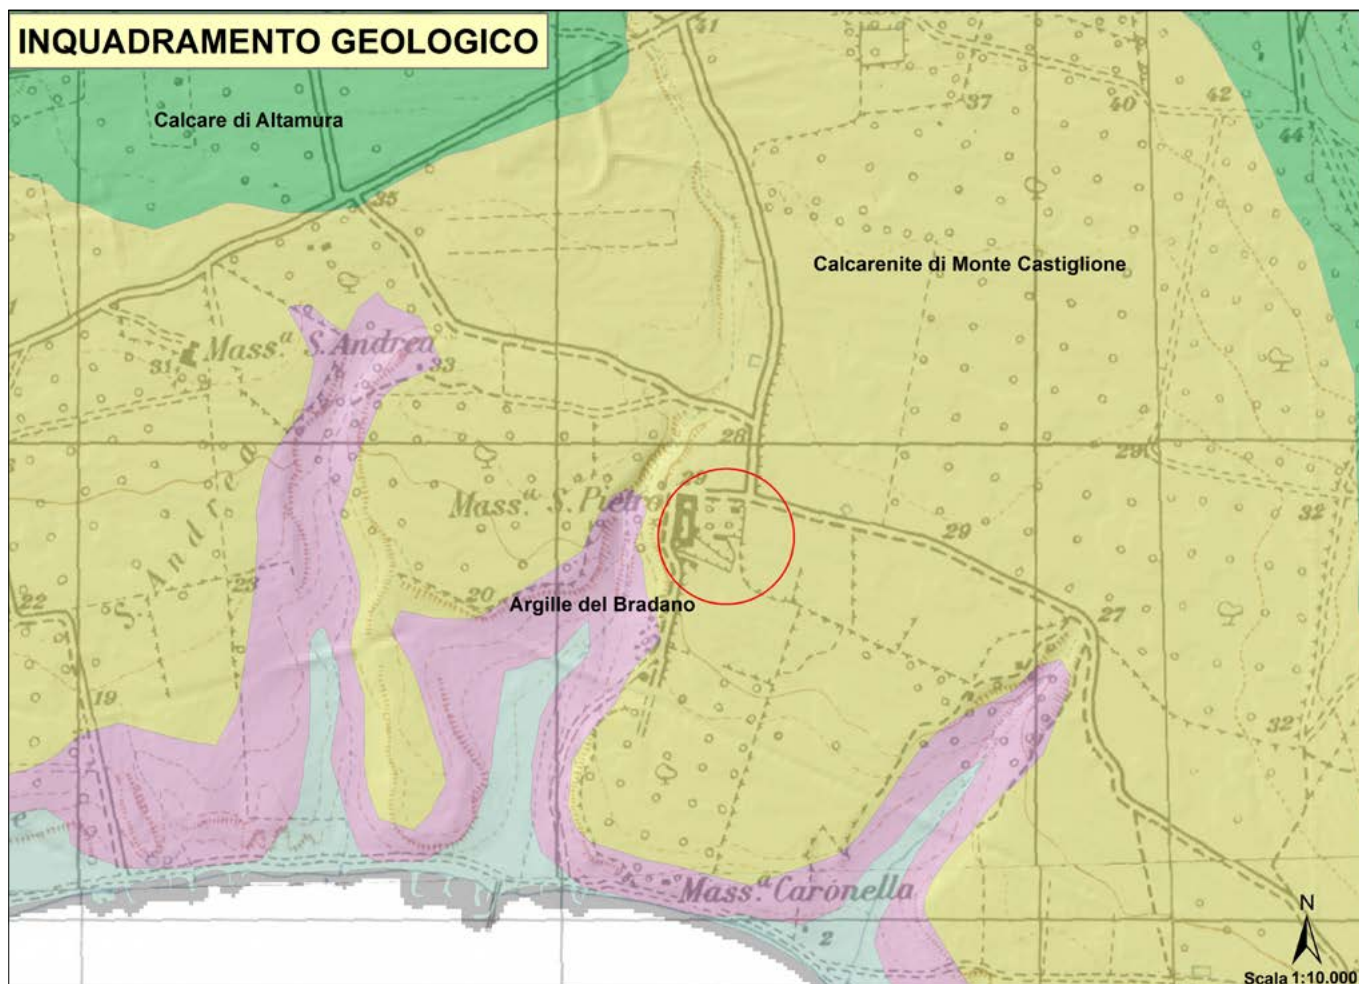 INQUADRAMENTO GEOLOGICO
41
37
40
42
44
Calcare di Altamura
35
Calcarenite di Monte Castiglione
Mass.ª S. Andrea
31
33
28
29
29
Mass.ª S. Pietro
32
29
S. Andrea
23
20
22
Argille del Bradano
27
19
32
Mass.ª Caronella
2
N
Scala 1:10.000